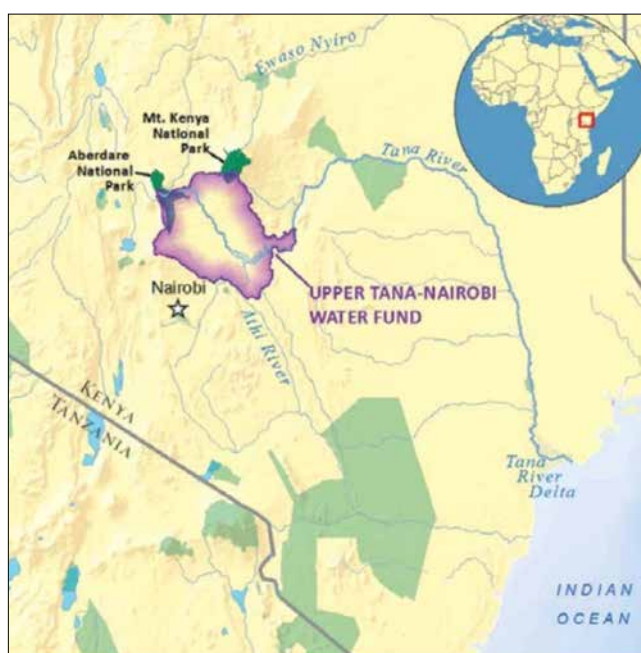 Ewaso Nyiro
Mt. Kenya
National
Park
Aberdare
National
Park
Tana River
UPPER TANA-NAIROBI
WATER FUND
Nairobi
Athi River
KENYA
TANZANIA
Tana
River
Delta
INDIAN
OCEAN